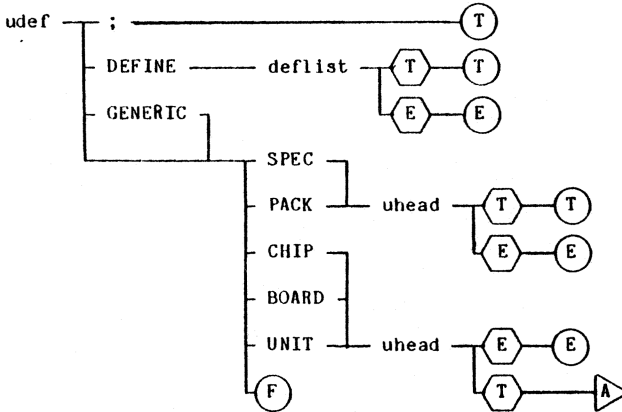 udef ; T
DEFINE deflist T T
E E
GENERIC
SPEC
PACK uhead T T
E E
CHIP
BOARD
UNIT uhead E E
F T A